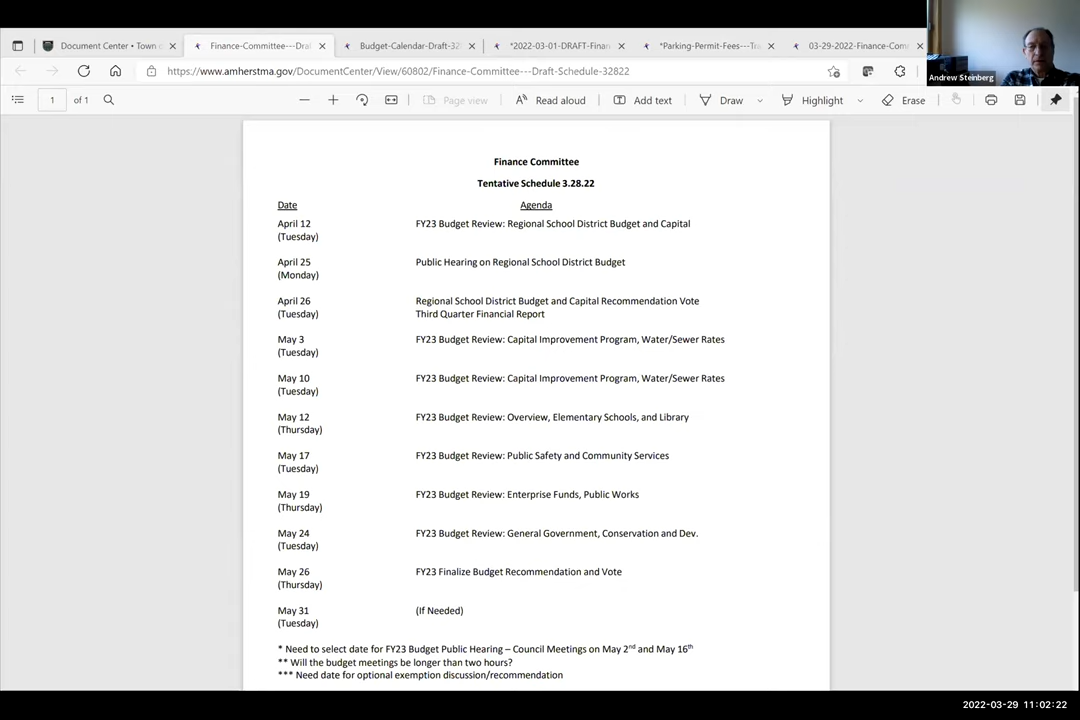 Document Center • Town o
Finance-Committee---Dra
Budget-Calendar-Draft-32
*2022-03-01-DRAFT-Finan
*Parking-Permit-Fees---Tra
03-29-2022-Finance-Com
https://www.amherstma.gov/DocumentCenter/View/60802/Finance-Committee---Draft-Schedule-32822
Andrew Steinberg
1 of 1
Page view
Read aloud
Add text
Draw
Highlight
Erase
Finance Committee
Tentative Schedule 3.28.22
Date Agenda
April 12 FY23 Budget Review: Regional School District Budget and Capital
(Tuesday)
April 25 Public Hearing on Regional School District Budget
(Monday)
April 26 Regional School District Budget and Capital Recommendation Vote
(Tuesday) Third Quarter Financial Report
May 3 FY23 Budget Review: Capital Improvement Program, Water/Sewer Rates
(Tuesday)
May 10 FY23 Budget Review: Capital Improvement Program, Water/Sewer Rates
(Tuesday)
May 12 FY23 Budget Review: Overview, Elementary Schools, and Library
(Thursday)
May 17 FY23 Budget Review: Public Safety and Community Services
(Tuesday)
May 19 FY23 Budget Review: Enterprise Funds, Public Works
(Thursday)
May 24 FY23 Budget Review: General Government, Conservation and Dev.
(Tuesday)
May 26 FY23 Finalize Budget Recommendation and Vote
(Thursday)
May 31 (If Needed)
(Tuesday)
* Need to select date for FY23 Budget Public Hearing – Council Meetings on May 2nd and May 16th
** Will the budget meetings be longer than two hours?
*** Need date for optional exemption discussion/recommendation
2022-03-29 11:02:22